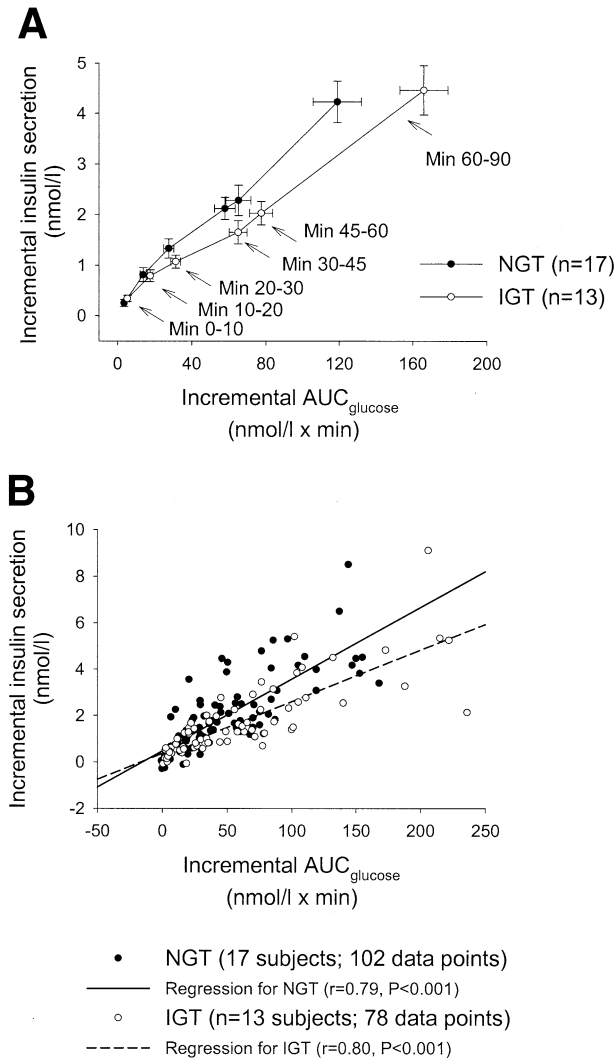 A
Incremental insulin secretion
(nmol/l)
5
4
3
2
1
0
Min 60-90
Min 45-60
Min 30-45
Min 20-30
Min 10-20
Min 0-10
NGT (n=17)
IGT (n=13)
0 40 80 120 160 200
Incremental AUCglucose
(nmol/l x min)
B
Incremental insulin secretion
(nmol/l)
10
8
6
4
2
0
-2
-50 0 50 100 150 200 250
Incremental AUCglucose
(nmol/l x min)
NGT (17 subjects; 102 data points)
Regression for NGT (r=0.79, P<0.001)
IGT (n=13 subjects; 78 data points)
Regression for IGT (r=0.80, P<0.001)